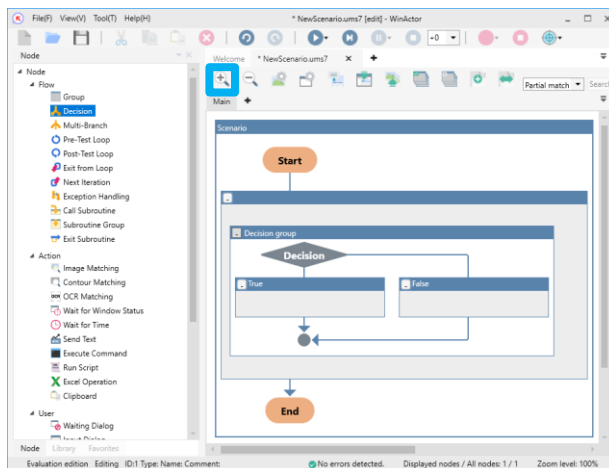 File(F) View(V) Tool(T) Help(H)
* NewScenario.ums7 [edit] - WinActor
+0
Node
Welcome * NewScenario.ums7
Partial match
Search
Main
Node
Flow
Group
Decision
Multi-Branch
Pre-Test Loop
Post-Test Loop
Exit from Loop
Next Iteration
Exception Handling
Call Subroutine
Subroutine Group
Exit Subroutine
Action
Image Matching
Contour Matching
OCR Matching
Wait for Window Status
Wait for Time
Send Text
Execute Command
Run Script
Excel Operation
Clipboard
User
Waiting Dialog
Scenario
Start
Decision group
Decision
True
False
End
Node Library Favorites
Evaluation edition Editing ID:1 Type: Name: Comment:
No errors detected. Displayed nodes / All nodes: 1 / 1 Zoom level: 100%